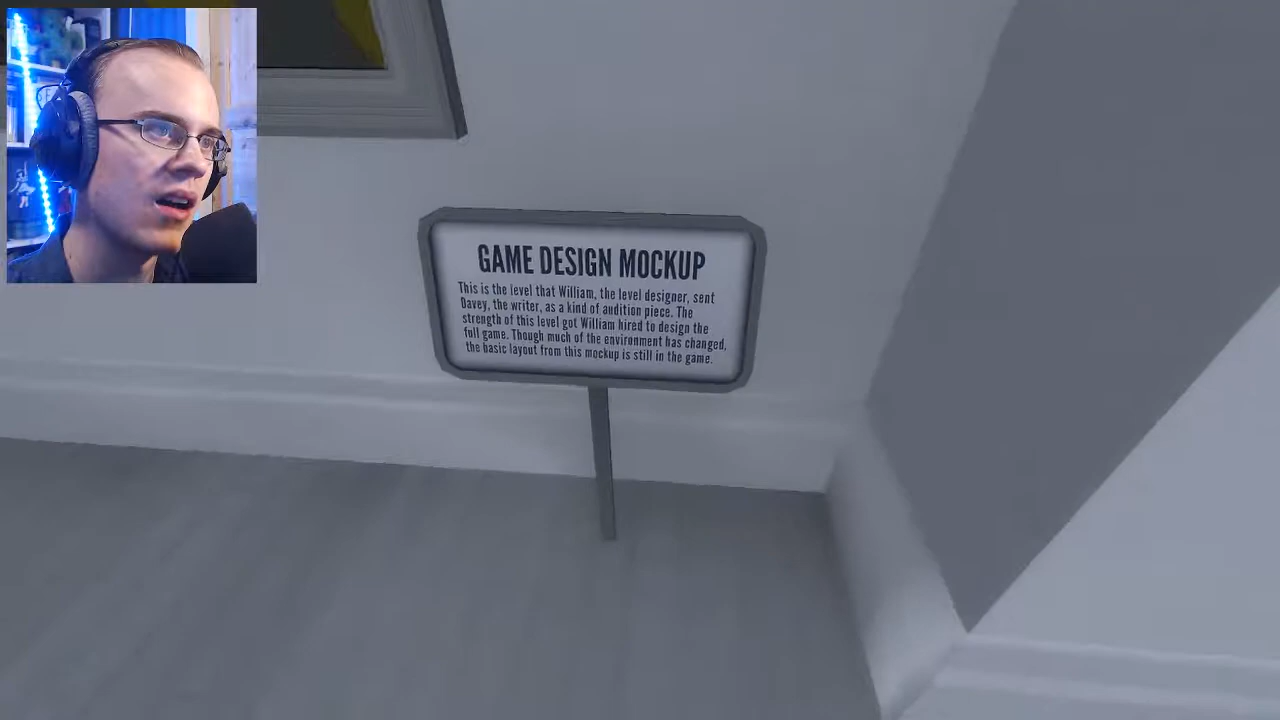 GAME DESIGN MOCKUP
This is the level that William, the level designer, sent
Davey, the writer, as a kind of audition piece. The
strength of this level got William hired to design the
full game. Though much of the environment has changed,
the basic layout from this mockup is still in the game.